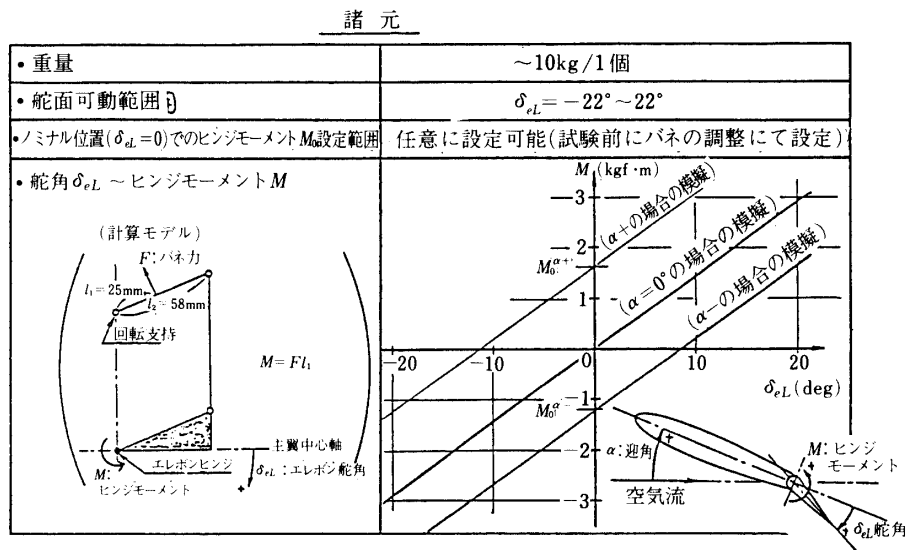 諸元
・重量
～10kg/1個
・舵面可動範囲
δeL=-22°～22°
・ノミナル位置(δeL=0)でのヒンジモーメントM₀設定範囲
任意に設定可能(試験前にバネの調整にて設定)
・舵角δeL～ヒンジモーメントM
(計算モデル)
F:バネ力
l₁=25mm
l₂=58mm
回転支持
M=Fl₁
主翼中心軸
エレボンヒンジ
δeL:エレボン舵角
+
M:
ヒンジモーメント
M(kgf·m)
3
2
1
0
-1
-2
-3
-20
-10
10
20
δeL(deg)
M₀α+
M₀α-
(α+の場合の模擬)
(α=0°の場合の模擬)
(α-の場合の模擬)
α:迎角
+
空気流
M:ヒンジ
モーメント
+
+
δeL舵角